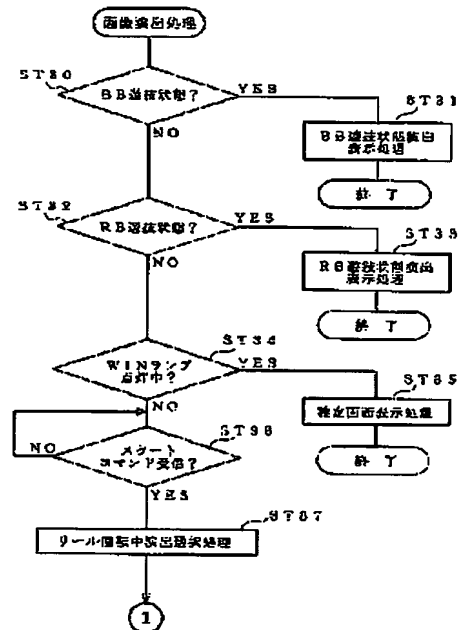 画像演出処理
ST30
BB遊技状態?
YES
ST31
NO
BB遊技状態演出
表示処理
終了
ST32
RB遊技状態?
YES
NO
RB遊技状態演出
表示処理
終了
ST34
WINランプ
点灯中?
YES
ST35
NO
確定画面表示処理
ST36
スタート
コマンド受信?
NO
終了
YES
ST37
リール回転中演出選択処理
1